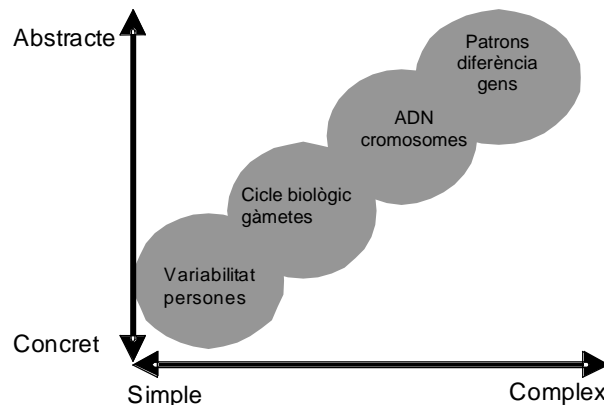 Abstracte
Patrons
diferència
gens
ADN
cromosomes
Cicle biològic
gàmetes
Variabilitat
persones
Concret
Simple
Complex